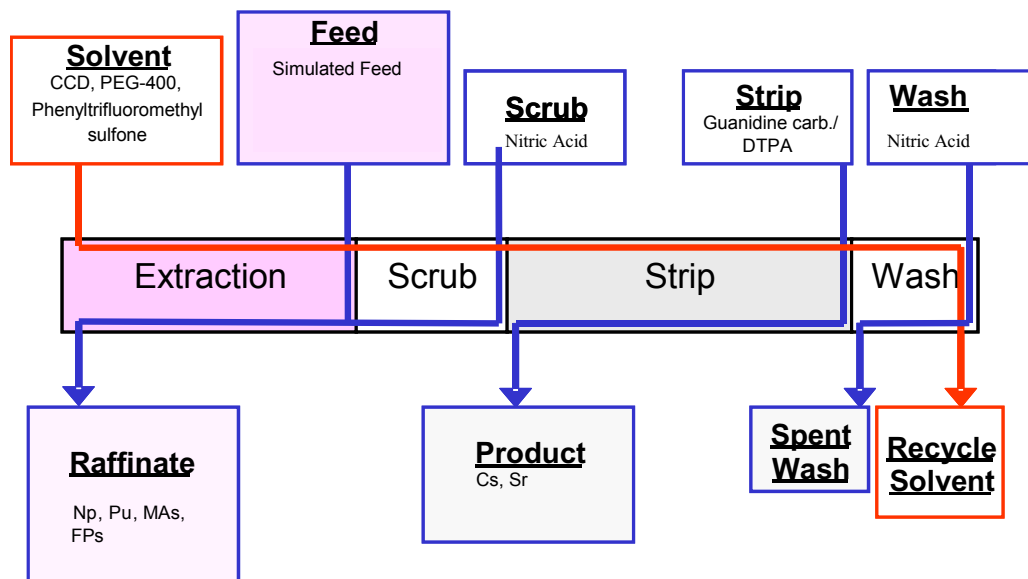 Solvent
CCD, PEG-400,
Phenyltrifluoromethyl
sulfone
Feed
Simulated Feed
Scrub
Nitric Acid
Strip
Guanidine carb./
DTPA
Wash
Nitric Acid
Extraction
Scrub
Strip
Wash
Raffinate
Np, Pu, MAs,
FPs
Product
Cs, Sr
Spent
Wash
Recycle
Solvent